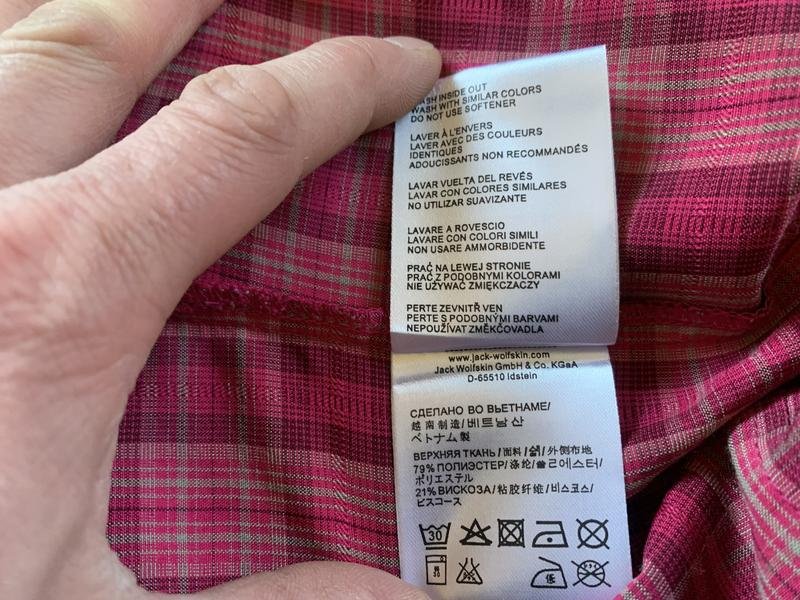 WASH INSIDE OUT
WASH WITH SIMILAR COLORS
DO NOT USE SOFTENER
LAVER À L'ENVERS
LAVER AVEC DES COULEURS
IDENTIQUES
ADOUCISSANTS NON RECOMMANDÉS
LAVAR VUELTA DEL REVÉS
LAVAR CON COLORES SIMILARES
NO UTILIZAR SUAVIZANTE
LAVARE A ROVESCIO
LAVARE CON COLORI SIMILI
NON USARE AMMORBIDENTE
PRAĆ NA LEWEJ STRONIE
PRAĆ Z PODOBNYMI KOLORAMI
NIE UŻYWAĆ ZMIĘKCZACZY
PERTE ZEVNITŘ VEN
PERTE S PODOBNÝMI BARVAMI
NEPOUŽÍVAT ZMĚKČOVADLA
www.jack-wolfskin.com
Jack Wolfskin GmbH & Co. KGaA
D-65510 Idstein
СДЕЛАНО ВО ВЬЕТНАМЕ/
越南制造/베트남산
ベトナム製
ВЕРХНЯЯ ТКАНЬ/面料/겉/外側布地
79% ПОЛИЭСТЕР/涤纶/폴리에스터/
ポリエステル
21% ВИСКОЗА/粘胶纤维/비스코스/
ビスコース
30
30
低